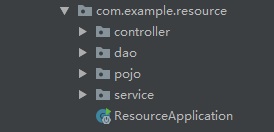 com.example.resource
controller
dao
pojo
service
ResourceApplication